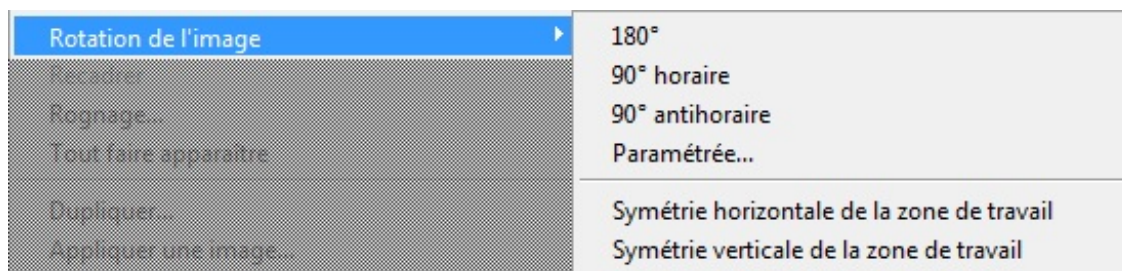 Rotation de l'image
Recadrer
Rognage...
Tout faire apparaître
Dupliquer...
Appliquer une image...
180°
90° horaire
90° antihoraire
Paramétrée...
Symétrie horizontale de la zone de travail
Symétrie verticale de la zone de travail